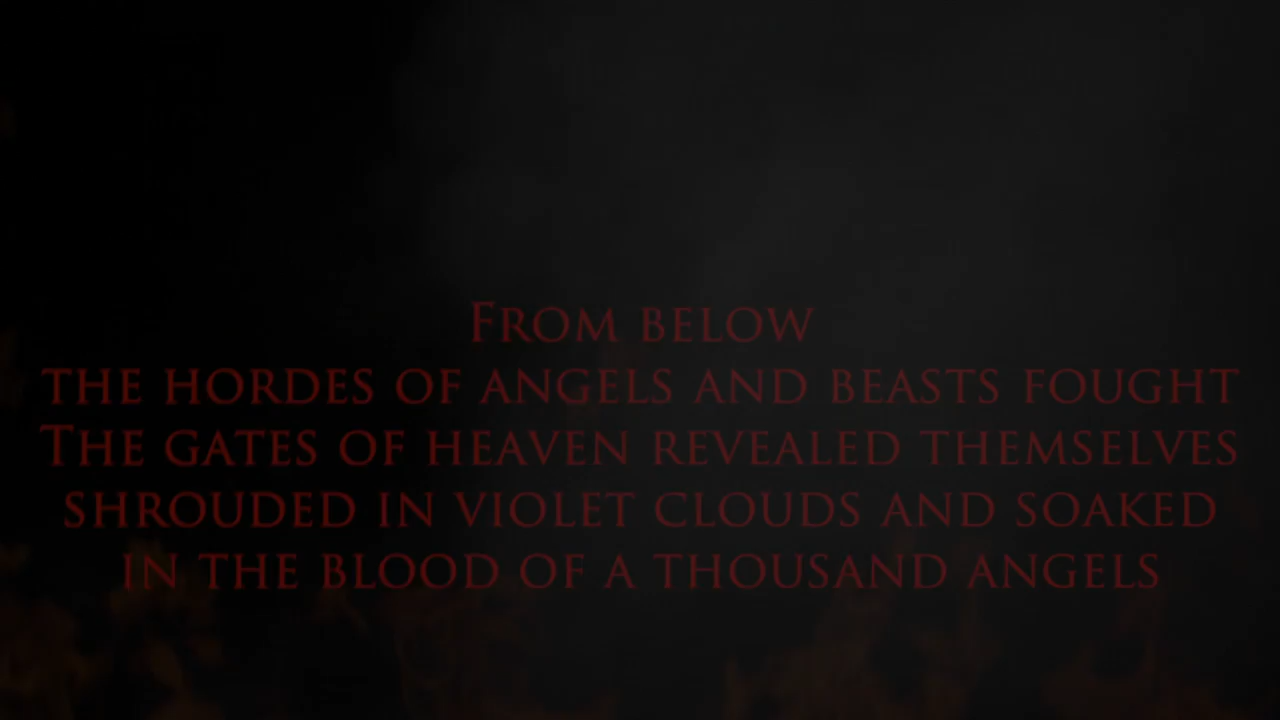 From below
the hordes of angels and beasts fought
The gates of heaven revealed themselves
shrouded in violet clouds and soaked
in the blood of a thousand angels